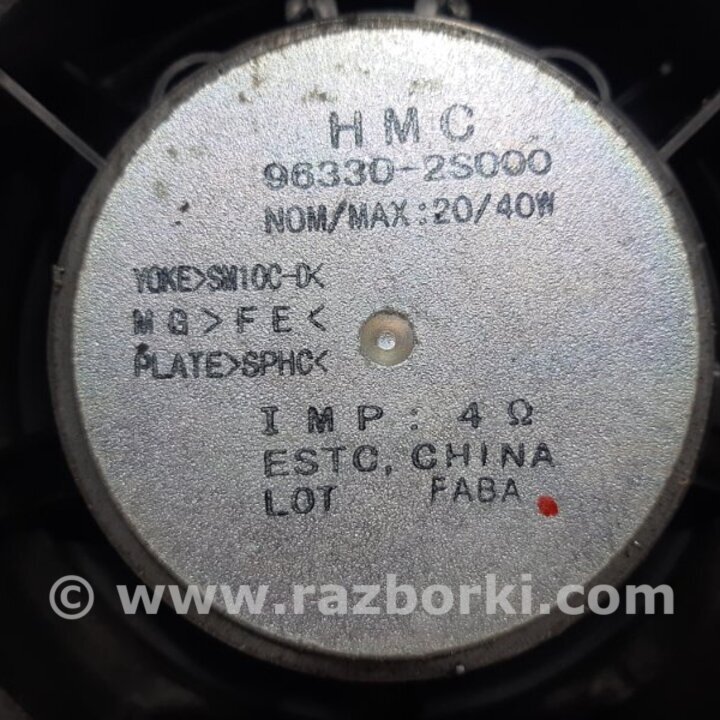 HMC
96330-2S000
NOM/MAX:20/40W
YOKE>SM10C-D<
MG>FE<
PLATE>SPHC<
IMP: 4Ω
ESTC, CHINA
LOT FABA
© www.razborki.com